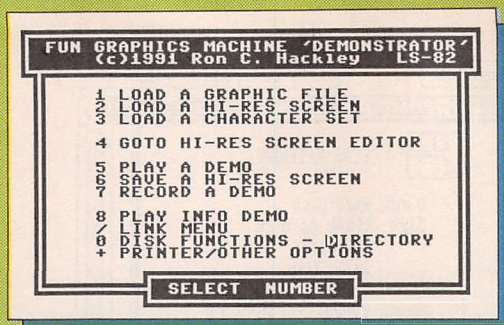 FUN GRAPHICS MACHINE 'DEMONSTRATOR'
(c)1991 Ron C. Hackley LS-82
1 LOAD A GRAPHIC FILE
2 LOAD A HI-RES SCREEN
3 LOAD A CHARACTER SET
4 GOTO HI-RES SCREEN EDITOR
5 PLAY A DEMO
6 SAVE A HI-RES SCREEN
7 RECORD A DEMO
8 PLAY INFO DEMO
/ LINK MENU
0 DISK FUNCTIONS - DIRECTORY
+ PRINTER/OTHER OPTIONS
SELECT NUMBER